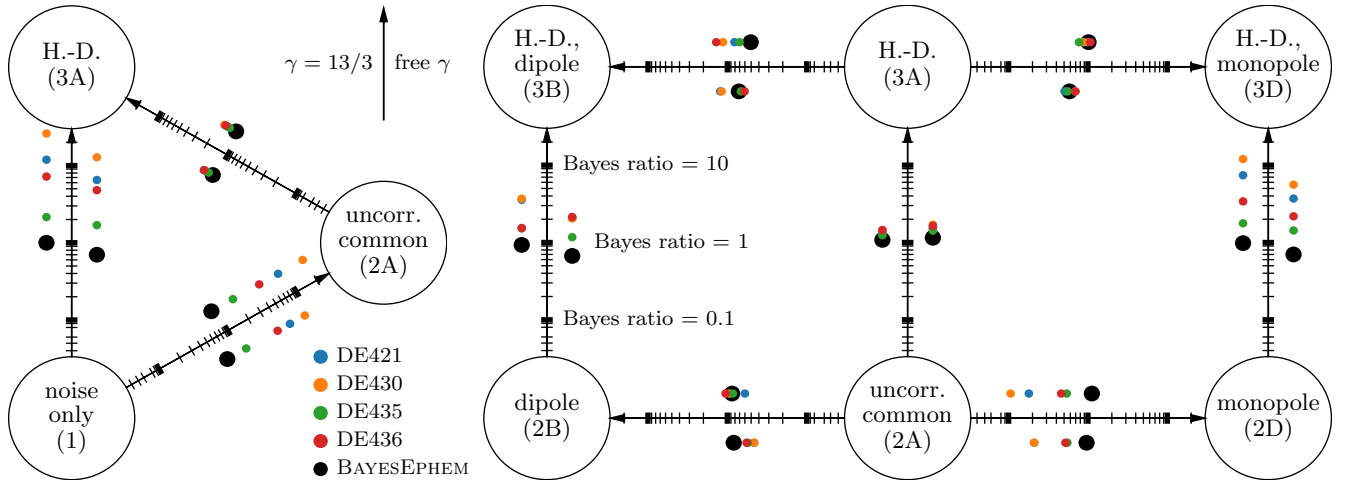 H.-D.
(3A)
γ = 13/3
free γ
uncorr.
common
(2A)
noise
only
(1)
DE421
DE430
DE435
DE436
BAYESEPHEM
H.-D.,
dipole
(3B)
H.-D.
(3A)
H.-D.,
monopole
(3D)
Bayes ratio = 10
Bayes ratio = 1
Bayes ratio = 0.1
dipole
(2B)
uncorr.
common
(2A)
monopole
(2D)